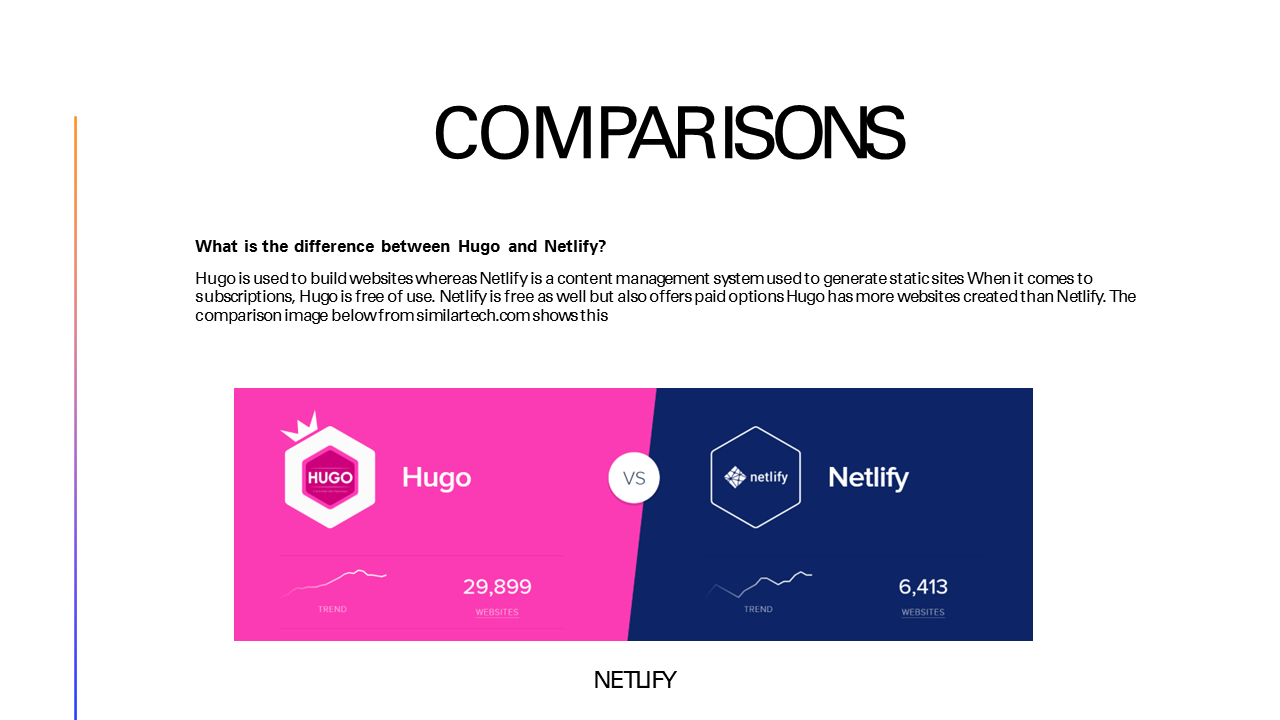 COMPARISONS
What is the difference between Hugo and Netlify?
Hugo is used to build websites whereas Netlify is a content management system used to generate static sites When it comes to
subscriptions, Hugo is free of use. Netlify is free as well but also offers paid options Hugo has more websites created than Netlify. The
comparison image below from similartech.com shows this
HUGO
Hugo
VS
netlify
Netlify
TREND
29,899
WEBSITES
TREND
6,413
WEBSITES
NETLIFY